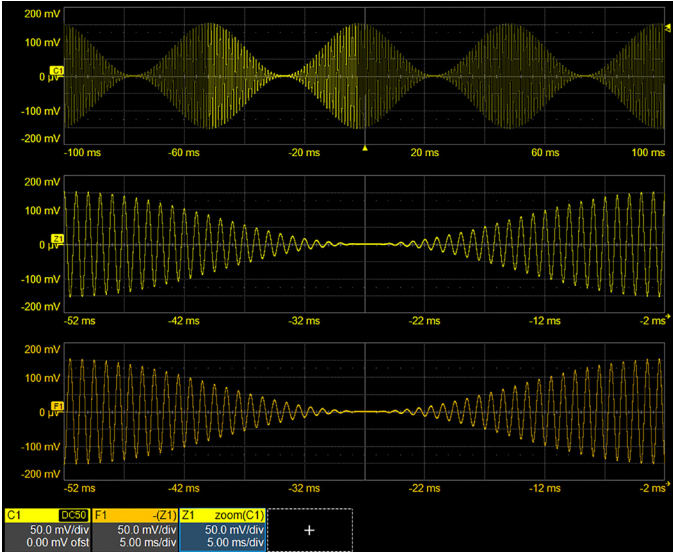 200 mV
100 mV
C1
0 µV
-100 mV
-200 mV
-100 ms -60 ms -20 ms 20 ms 60 ms 100 ms
200 mV
100 mV
Z1
0 µV
-100 mV
-200 mV
-52 ms -42 ms -32 ms -22 ms -12 ms -2 ms
200 mV
100 mV
F1
0 µV
-100 mV
-200 mV
-52 ms -42 ms -32 ms -22 ms -12 ms -2 ms
C1 DC50 F1 -(Z1) Z1 zoom(C1)
50.0 mV/div 50.0 mV/div 50.0 mV/div +
0.00 mV ofst 5.00 ms/div 5.00 ms/div